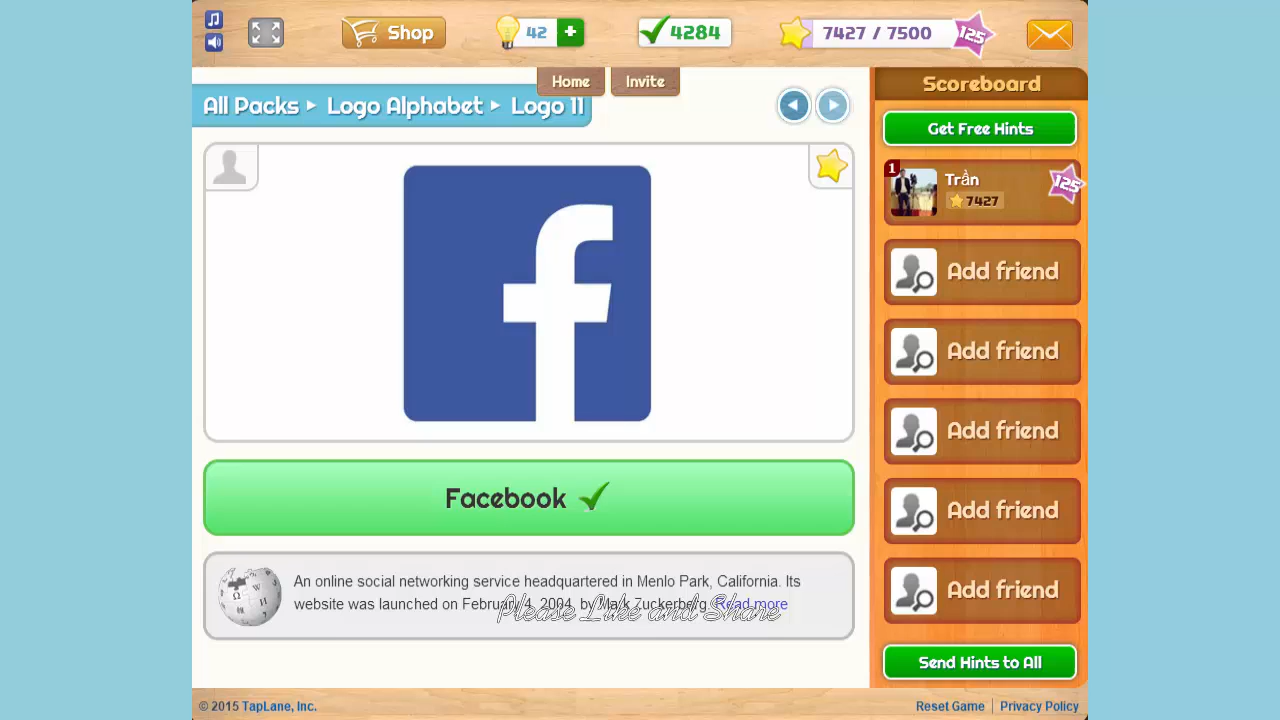 Shop
42
+
4284
7427 / 7500
125
Home
Invite
All Packs ▸ Logo Alphabet ▸ Logo 11
Scoreboard
Get Free Hints
1
Trần
7427
125
Add friend
Add friend
Add friend
Add friend
Add friend
Send Hints to All
f
Facebook
An online social networking service headquartered in Menlo Park, California. Its
website was launched on February 4, 2004, by Mark Zuckerberg. Read more
Please Like and Share
© 2015 TapLane, Inc.
Reset Game
Privacy Policy